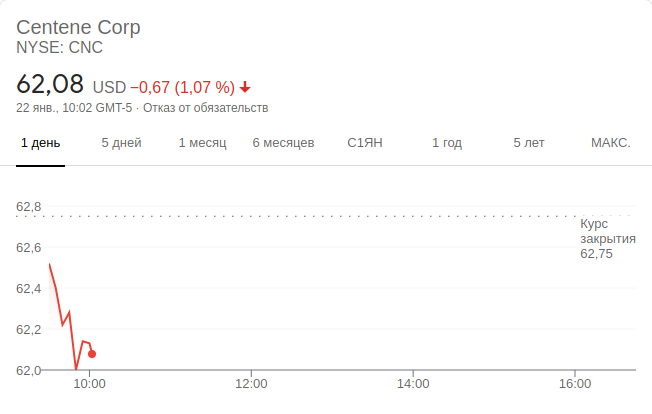 Centene Corp
NYSE: CNC
62,08 USD −0,67 (1,07 %)
22 янв., 10:02 GMT-5 · Отказ от обязательств
1 день 5 дней 1 месяц 6 месяцев С1ЯН 1 год 5 лет МАКС.
62,8
Курс
закрытия
62,75
62,6
62,4
62,2
62,0
10:00 12:00 14:00 16:00